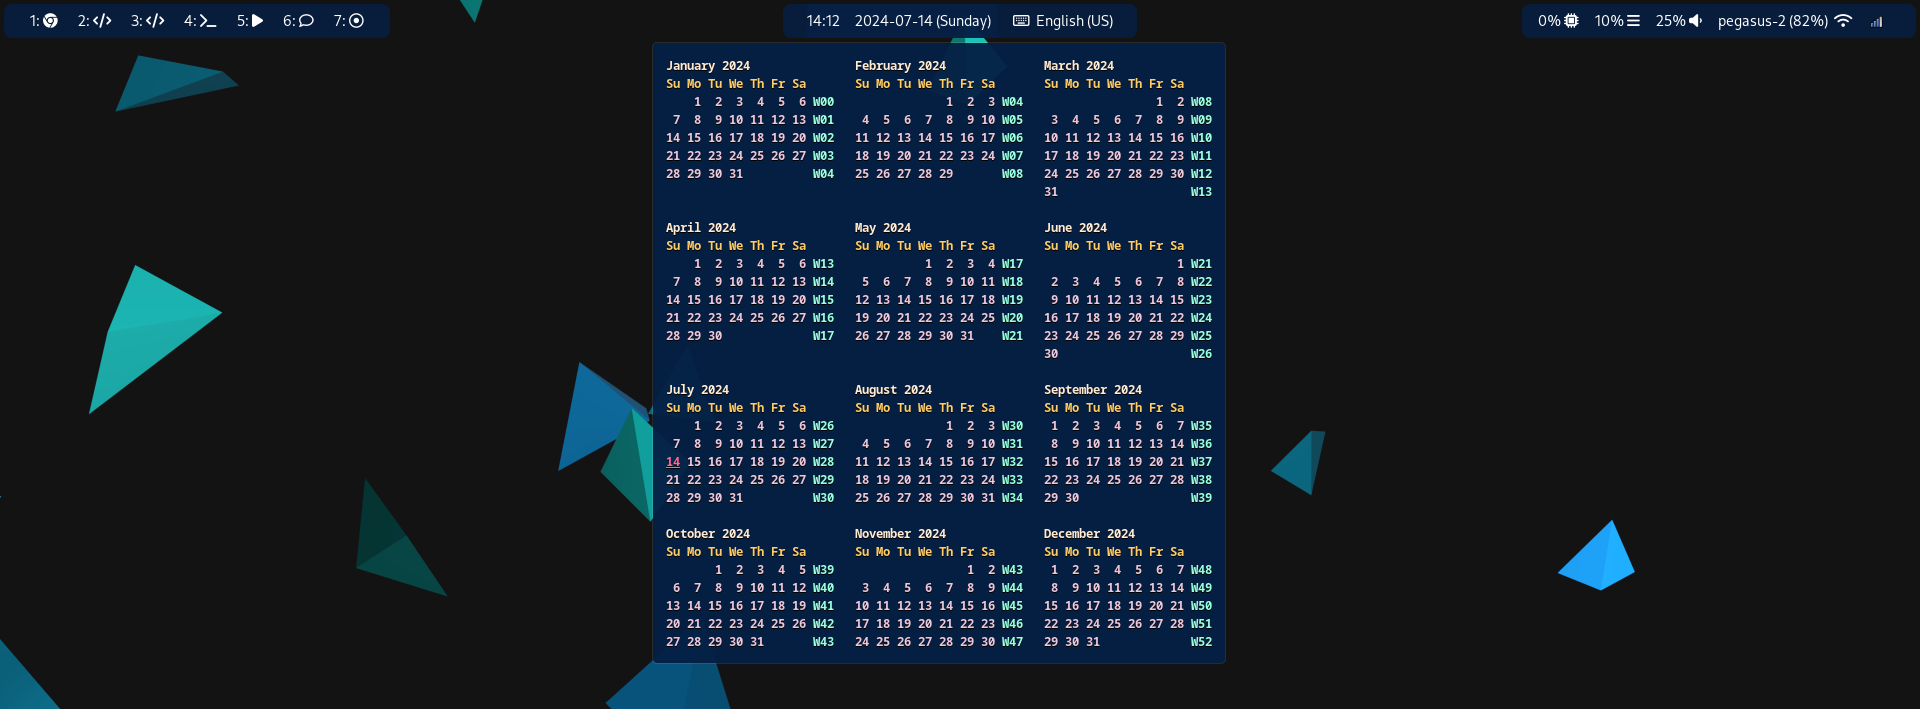 1: 2: 3: 4: 5: 6: 7:
14:12 2024-07-14 (Sunday) English (US)
0% 10% 25% pegasus-2 (82%)
January 2024 February 2024 March 2024
Su Mo Tu We Th Fr Sa Su Mo Tu We Th Fr Sa Su Mo Tu We Th Fr Sa
1 2 3 4 5 6 W00 1 2 3 W04 1 2 W08
7 8 9 10 11 12 13 W01 4 5 6 7 8 9 10 W05 3 4 5 6 7 8 9 W09
14 15 16 17 18 19 20 W02 11 12 13 14 15 16 17 W06 10 11 12 13 14 15 16 W10
21 22 23 24 25 26 27 W03 18 19 20 21 22 23 24 W07 17 18 19 20 21 22 23 W11
28 29 30 31 W04 25 26 27 28 29 W08 24 25 26 27 28 29 30 W12
31 W13
April 2024 May 2024 June 2024
Su Mo Tu We Th Fr Sa Su Mo Tu We Th Fr Sa Su Mo Tu We Th Fr Sa
1 2 3 4 5 6 W13 1 2 3 4 W17 1 W21
7 8 9 10 11 12 13 W14 5 6 7 8 9 10 11 W18 2 3 4 5 6 7 8 W22
14 15 16 17 18 19 20 W15 12 13 14 15 16 17 18 W19 9 10 11 12 13 14 15 W23
21 22 23 24 25 26 27 W16 19 20 21 22 23 24 25 W20 16 17 18 19 20 21 22 W24
28 29 30 W17 26 27 28 29 30 31 W21 23 24 25 26 27 28 29 W25
30 W26
July 2024 August 2024 September 2024
Su Mo Tu We Th Fr Sa Su Mo Tu We Th Fr Sa Su Mo Tu We Th Fr Sa
1 2 3 4 5 6 W26 1 2 3 W30 1 2 3 4 5 6 7 W35
7 8 9 10 11 12 13 W27 4 5 6 7 8 9 10 W31 8 9 10 11 12 13 14 W36
14 15 16 17 18 19 20 W28 11 12 13 14 15 16 17 W32 15 16 17 18 19 20 21 W37
21 22 23 24 25 26 27 W29 18 19 20 21 22 23 24 W33 22 23 24 25 26 27 28 W38
28 29 30 31 W30 25 26 27 28 29 30 31 W34 29 30 W39
October 2024 November 2024 December 2024
Su Mo Tu We Th Fr Sa Su Mo Tu We Th Fr Sa Su Mo Tu We Th Fr Sa
1 2 3 4 5 W39 1 2 W43 1 2 3 4 5 6 7 W48
6 7 8 9 10 11 12 W40 3 4 5 6 7 8 9 W44 8 9 10 11 12 13 14 W49
13 14 15 16 17 18 19 W41 10 11 12 13 14 15 16 W45 15 16 17 18 19 20 21 W50
20 21 22 23 24 25 26 W42 17 18 19 20 21 22 23 W46 22 23 24 25 26 27 28 W51
27 28 29 30 31 W43 24 25 26 27 28 29 30 W47 29 30 31 W52